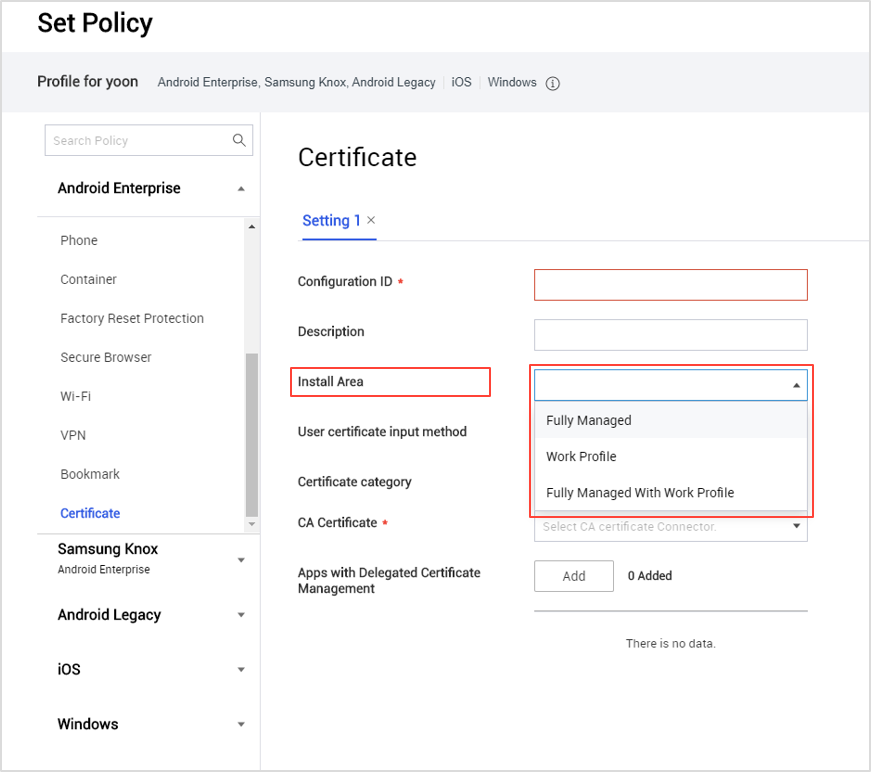 Set Policy
Profile for yoon Android Enterprise, Samsung Knox, Android Legacy iOS Windows
Search Policy
Android Enterprise
Phone
Container
Factory Reset Protection
Secure Browser
Wi-Fi
VPN
Bookmark
Certificate
Samsung Knox
Android Enterprise
Android Legacy
iOS
Windows
Certificate
Setting 1 ×
Configuration ID *
Description
Install Area
Fully Managed
Work Profile
Fully Managed With Work Profile
User certificate input method
Certificate category
CA Certificate *
Select CA certificate Connector.
Apps with Delegated Certificate
Management
Add 0 Added
There is no data.